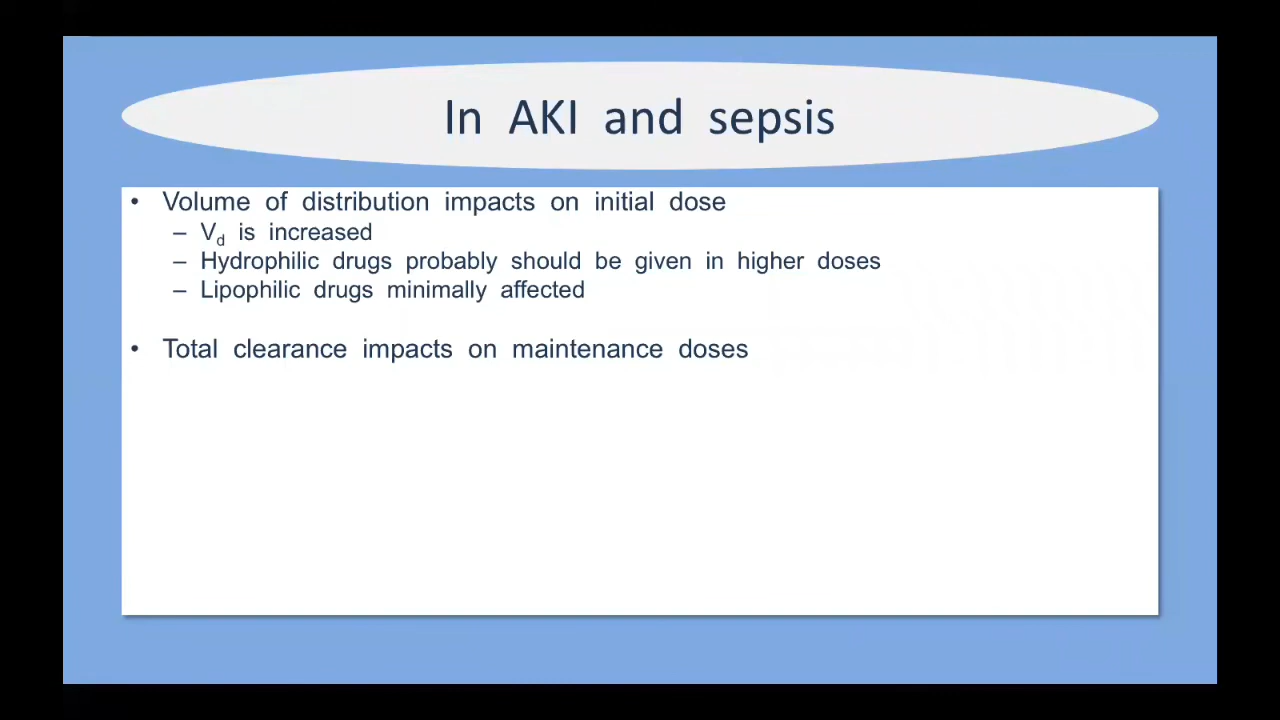 In AKI and sepsis
• Volume of distribution impacts on initial dose
– Vd is increased
– Hydrophilic drugs probably should be given in higher doses
– Lipophilic drugs minimally affected
• Total clearance impacts on maintenance doses